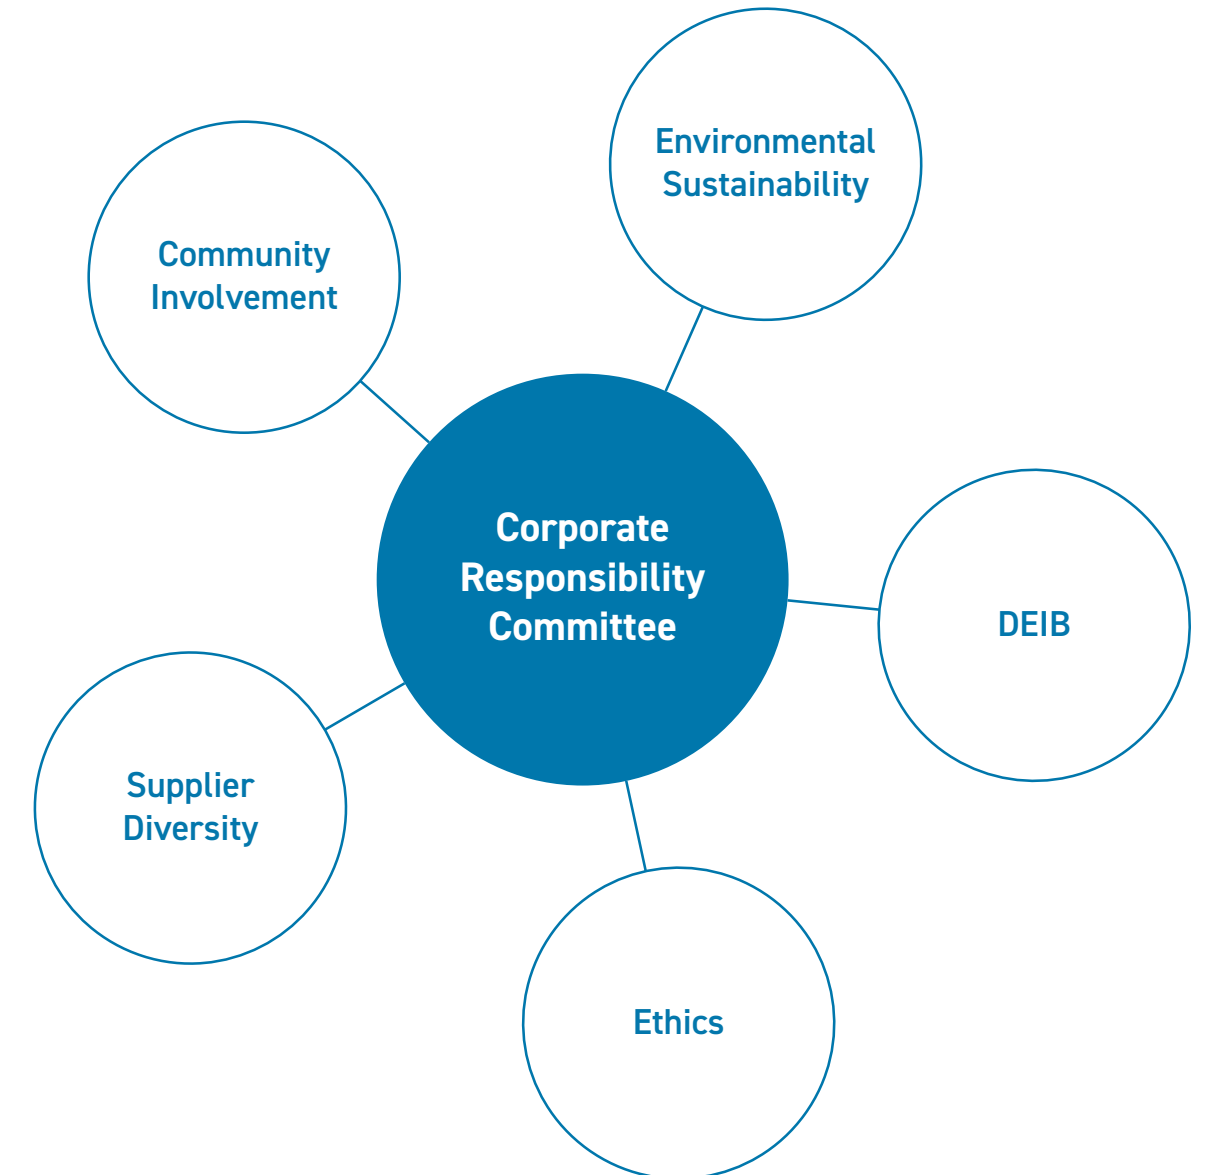 Environmental
Sustainability
Community
Involvement
Corporate
Responsibility
Committee
DEIB
Supplier
Diversity
Ethics